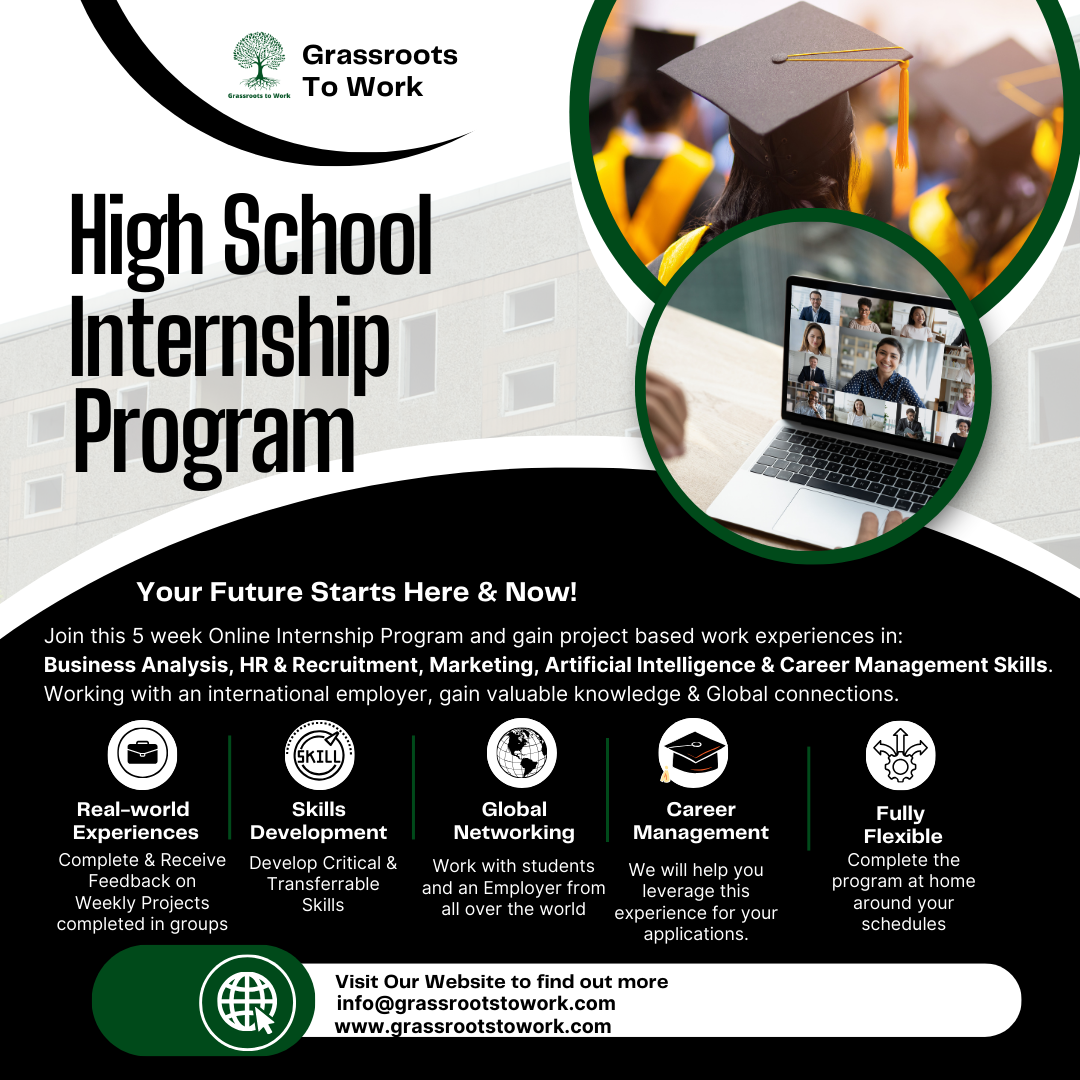 Grassroots to Work
Grassroots
To Work
High School
Internship
Program
Your Future Starts Here & Now!
Join this 5 week Online Internship Program and gain project based work experiences in:
Business Analysis, HR & Recruitment, Marketing, Artificial Intelligence & Career Management Skills.
Working with an international employer, gain valuable knowledge & Global connections.
SKILL
Real-world
Experiences
Complete & Receive
Feedback on
Weekly Projects
completed in groups
Skills
Development
Develop Critical &
Transferrable
Skills
Global
Networking
Work with students
and an Employer from
all over the world
Career
Management
We will help you
leverage this
experience for your
applications.
Fully
Flexible
Complete the
program at home
around your
schedules
Visit Our Website to find out more
info@grassrootstowork.com
www.grassrootstowork.com